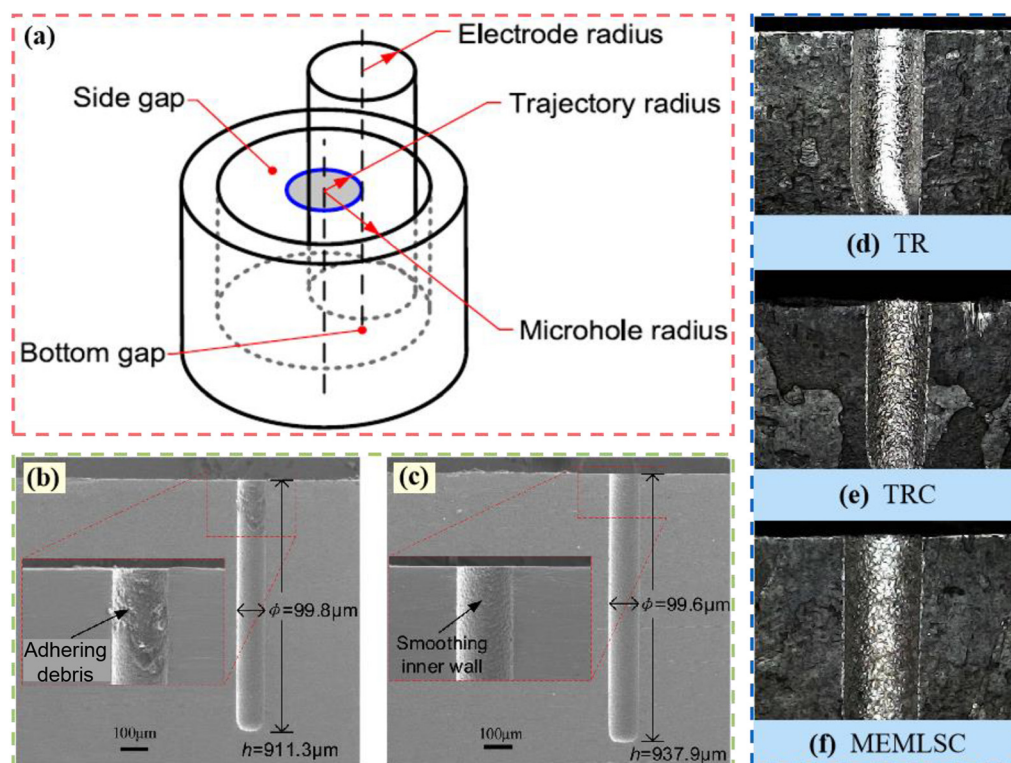 (a)
Electrode radius
Side gap
Trajectory radius
Microhole radius
Bottom gap
(b)
ϕ=99.8μm
Adhering
debris
100μm
h=911.3μm
(c)
ϕ=99.6μm
Smoothing
inner wall
100μm
h=937.9μm
(d) TR
(e) TRC
(f) MEMLSC